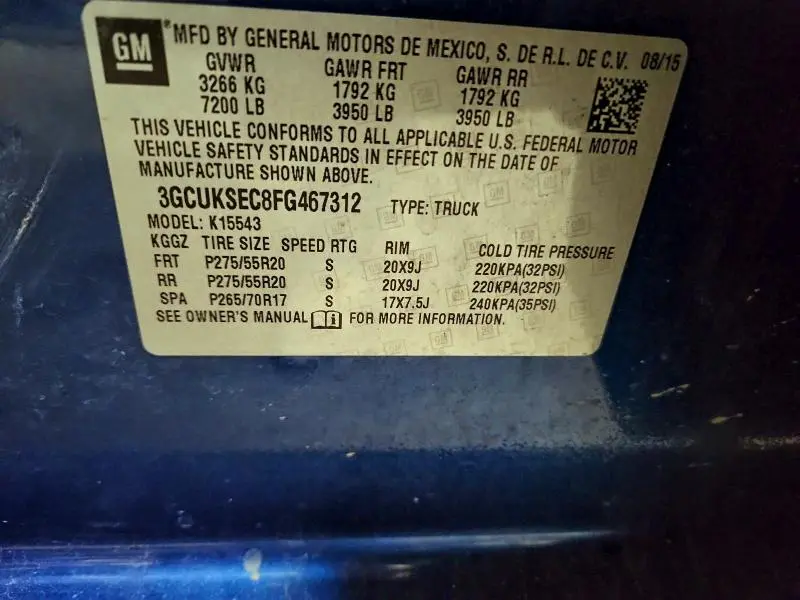 GM
MFD BY GENERAL MOTORS DE MEXICO, S. DE R.L. DE C.V. 08/15
GVWR GAWR FRT GAWR RR
3266 KG 1792 KG 1792 KG
7200 LB 3950 LB 3950 LB
THIS VEHICLE CONFORMS TO ALL APPLICABLE U.S. FEDERAL MOTOR
VEHICLE SAFETY STANDARDS IN EFFECT ON THE DATE OF
MANUFACTURE SHOWN ABOVE.
3GCUKSEC8FG467312 TYPE: TRUCK
MODEL: K15543
KGGZ TIRE SIZE SPEED RTG RIM COLD TIRE PRESSURE
FRT P275/55R20 S 20X9J 220KPA(32PSI)
RR P275/55R20 S 20X9J 220KPA(32PSI)
SPA P265/70R17 S 17X7.5J 240KPA(35PSI)
SEE OWNER'S MANUAL i FOR MORE INFORMATION.